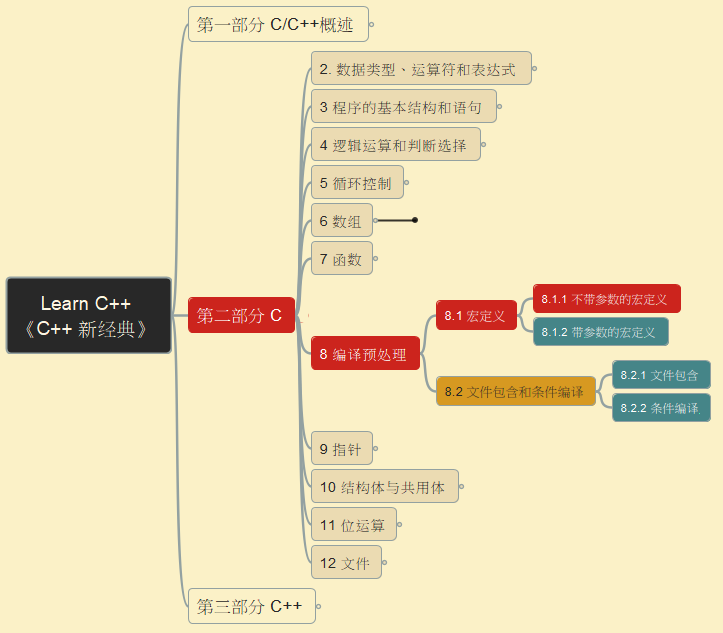 第一部分 C/C++概述
2. 数据类型、运算符和表达式
3 程序的基本结构和语句
4 逻辑运算和判断选择
5 循环控制
6 数组
7 函数
Learn C++
《C++ 新经典》
第二部分 C
8 编译预处理
8.1 宏定义
8.1.1 不带参数的宏定义
8.1.2 带参数的宏定义
8.2 文件包含和条件编译
8.2.1 文件包含
8.2.2 条件编译
9 指针
10 结构体与共用体
11 位运算
12 文件
第三部分 C++